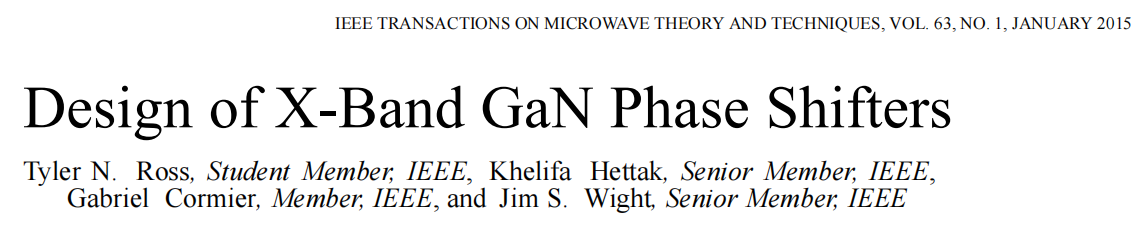 IEEE TRANSACTIONS ON MICROWAVE THEORY AND TECHNIQUES, VOL. 63, NO. 1, JANUARY 2015
Design of X-Band GaN Phase Shifters
Tyler N. Ross, Student Member, IEEE, Khelifa Hettak, Senior Member, IEEE,
Gabriel Cormier, Member, IEEE, and Jim S. Wight, Senior Member, IEEE